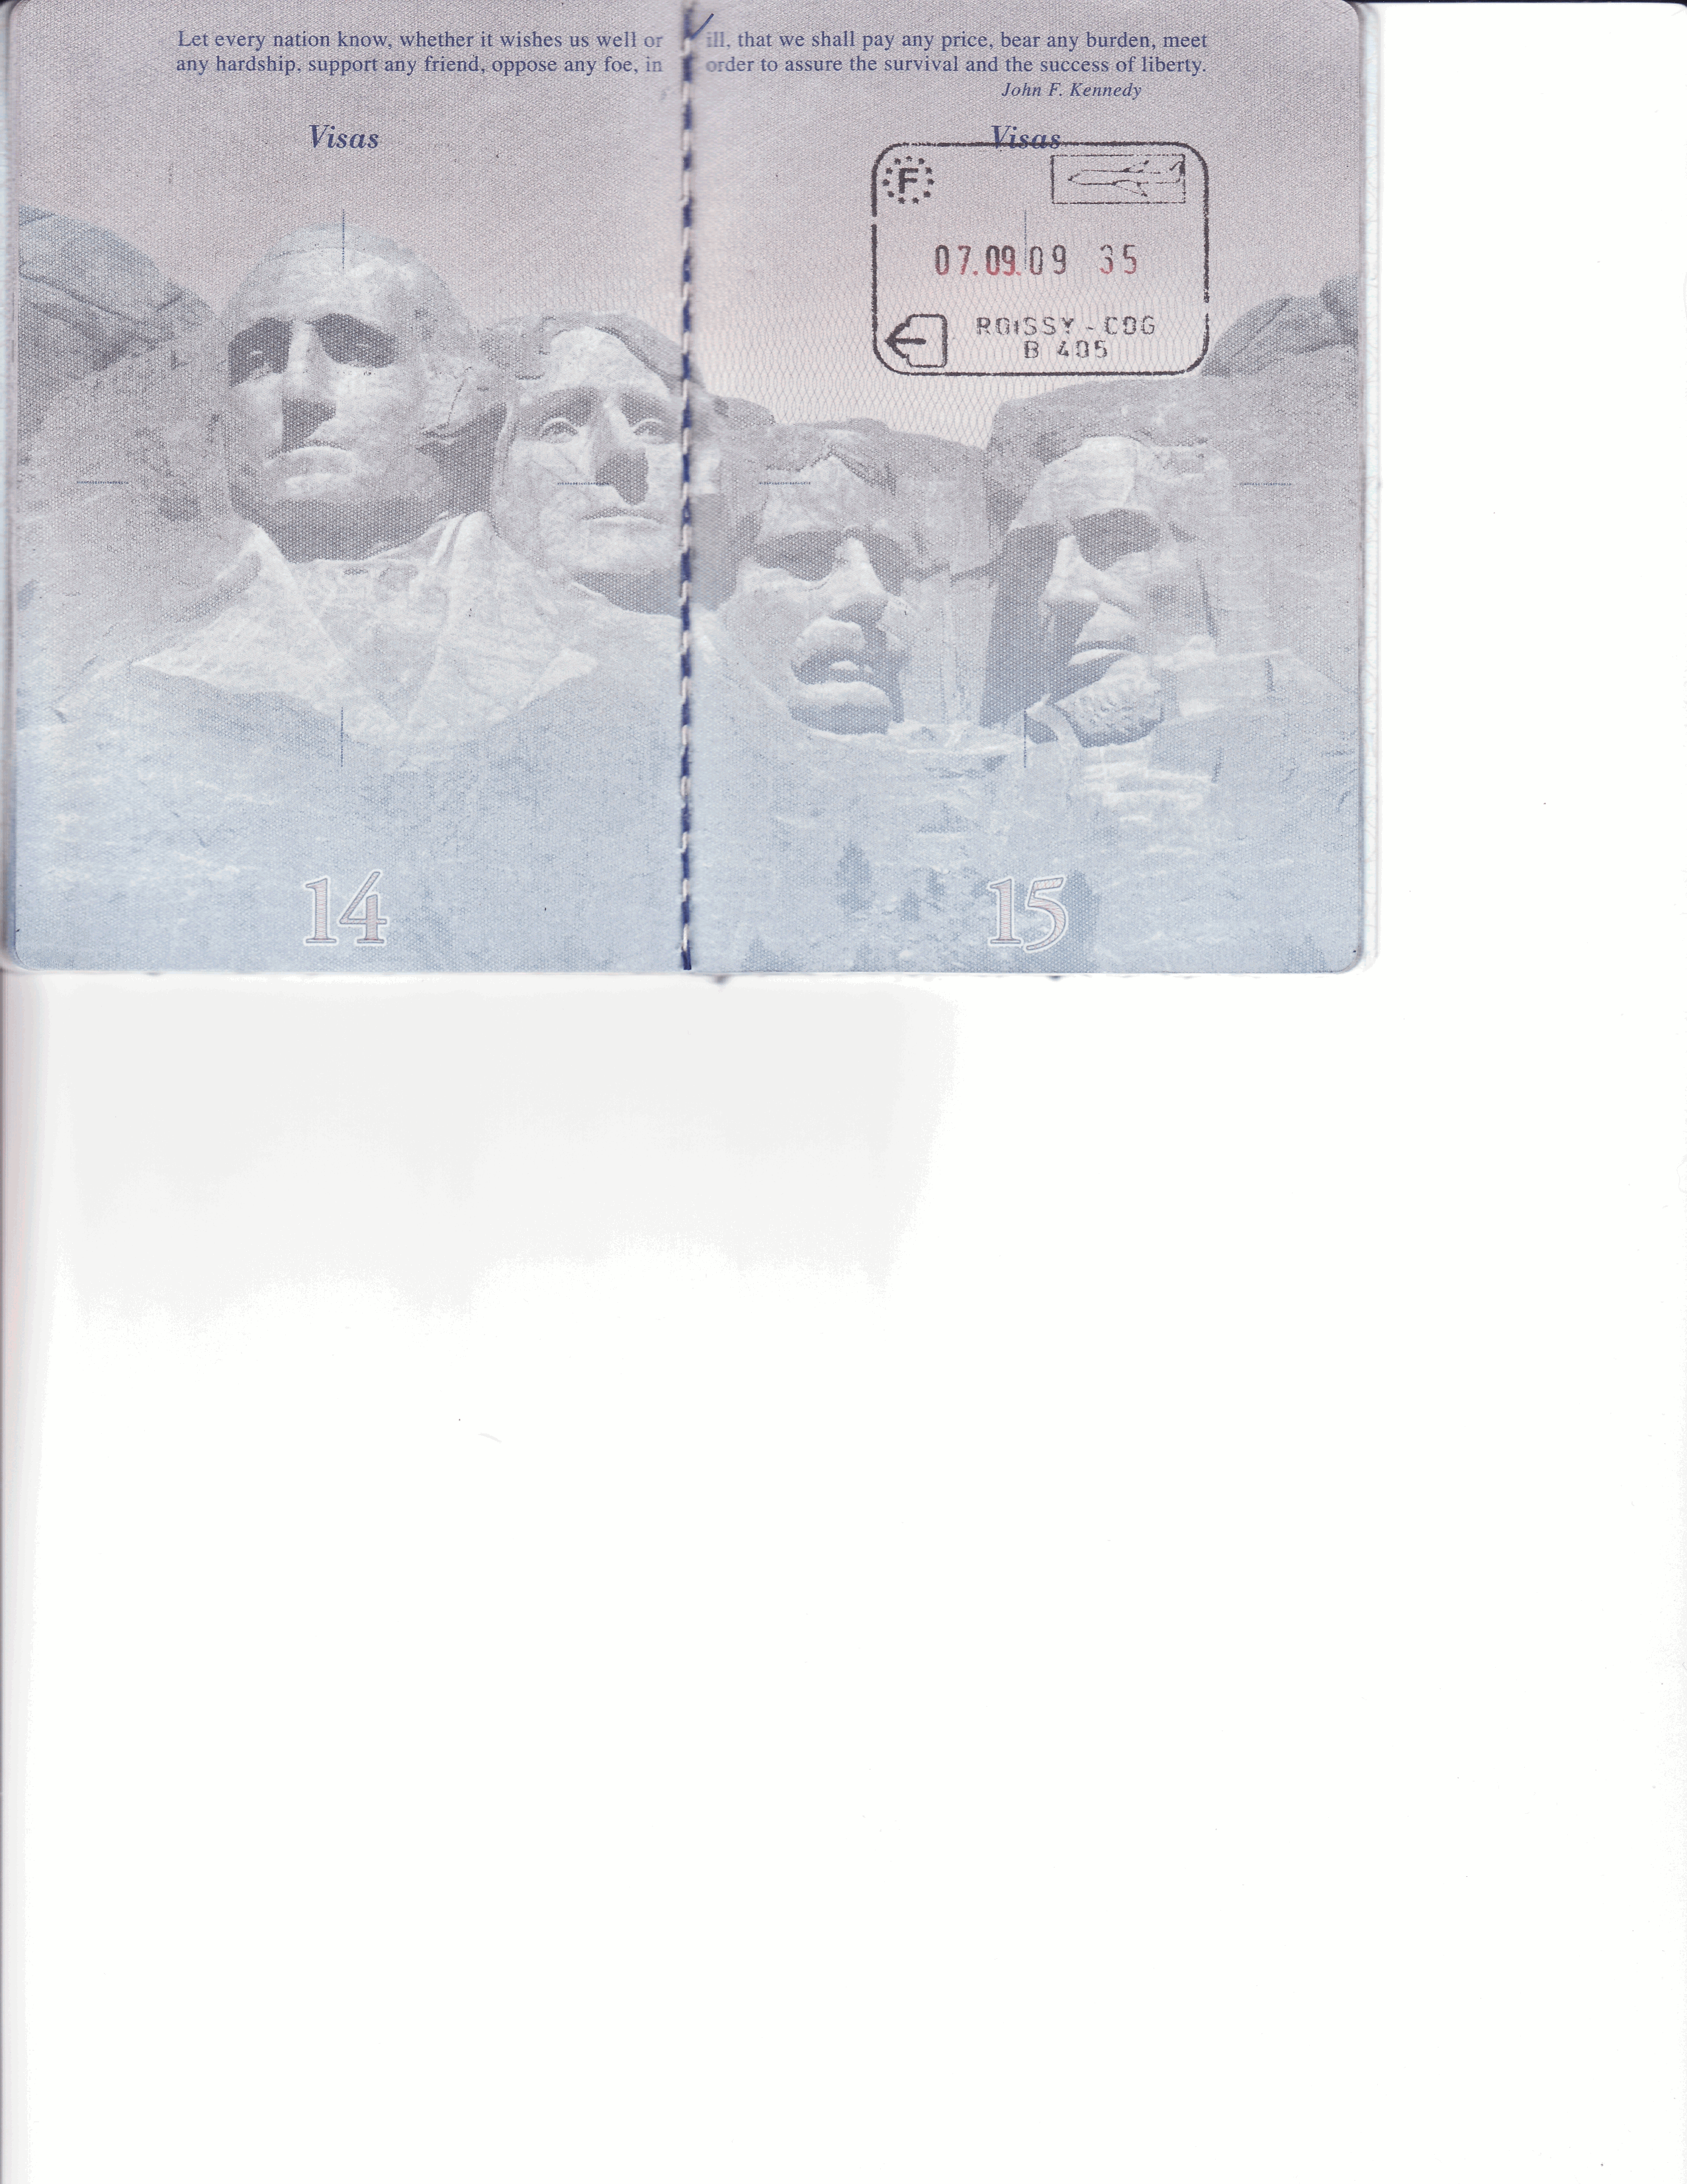 Let every nation know, whether it wishes us well or ill, that we shall pay any price, bear any burden, meet
any hardship, support any friend, oppose any foe, in order to assure the survival and the success of liberty.
John F. Kennedy
Visas
Visas
F
07.09.09 35
ROISSY - CDG
B 405
14
15